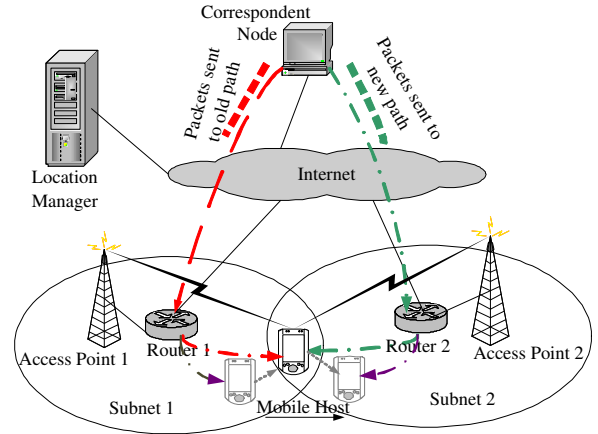 Correspondent
Node
Packets sent
to old path
Packets sent to
new path
Location
Manager
Internet
Access Point 1
Router 1
Router 2
Access Point 2
Subnet 1
Mobile Host
Subnet 2